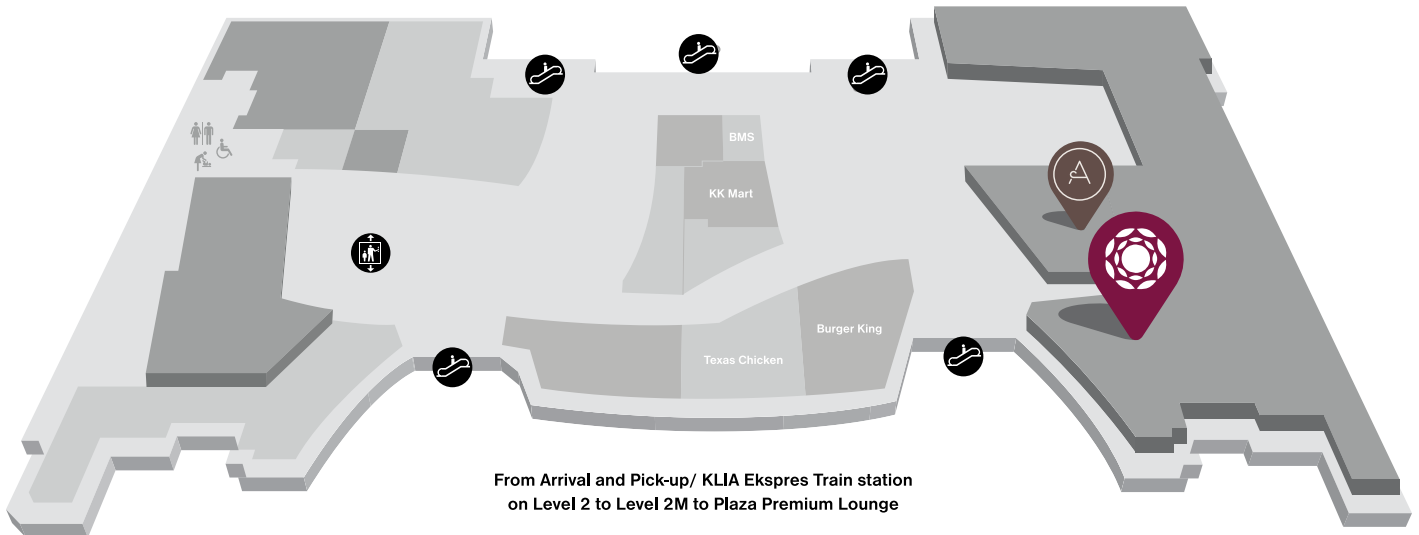 BMS
KK Mart
Burger King
Texas Chicken
From Arrival and Pick-up/ KLIA Ekspres Train station
on Level 2 to Level 2M to Plaza Premium Lounge